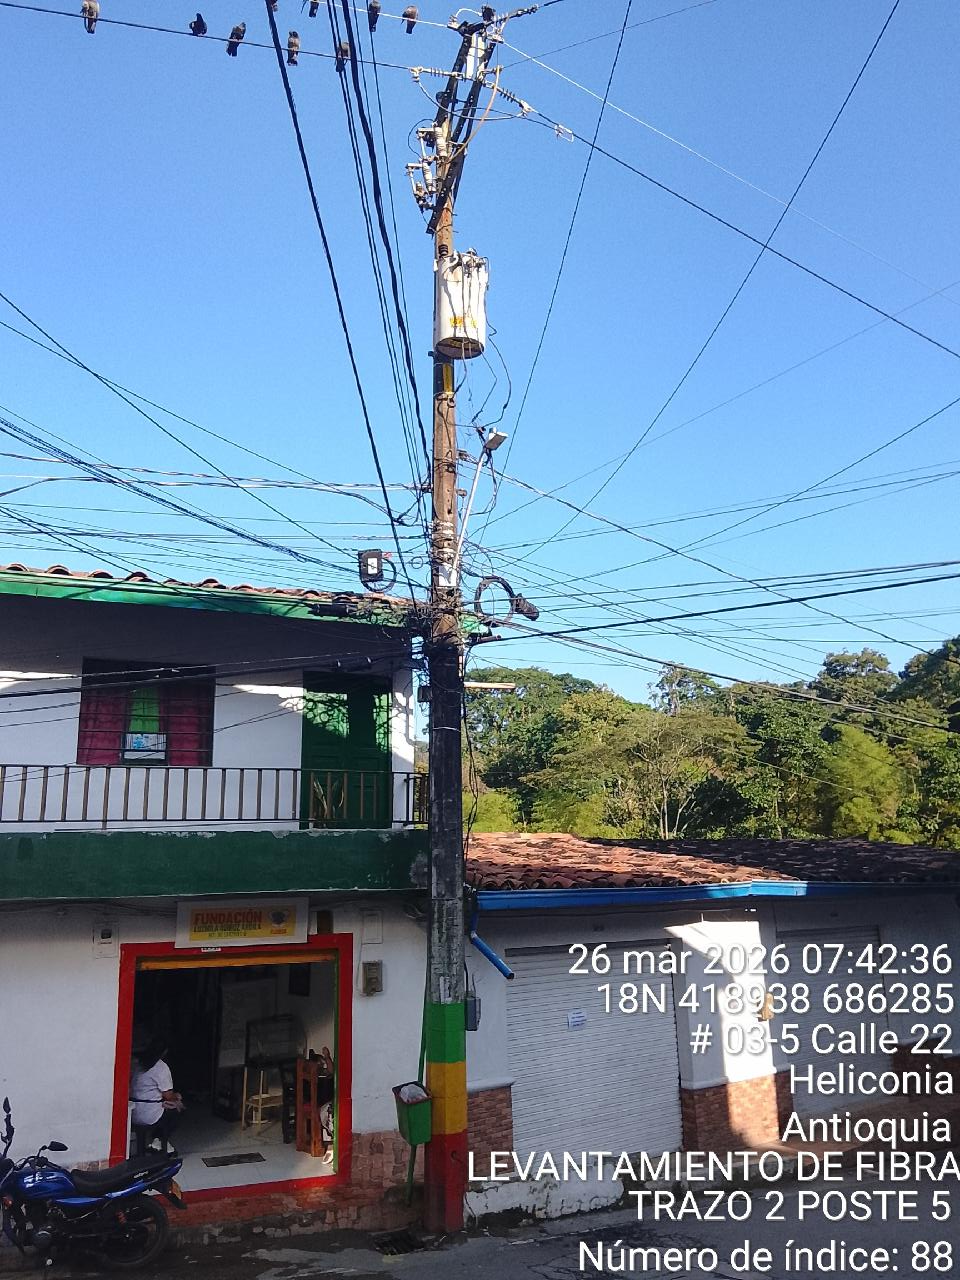 FUNDACIÓN
26 mar 2026 07:42:36
18N 418938 686285
# 03-5 Calle 22
Heliconia
Antioquia
LEVANTAMIENTO DE FIBRA
TRAZO 2 POSTE 5
Número de índice: 88